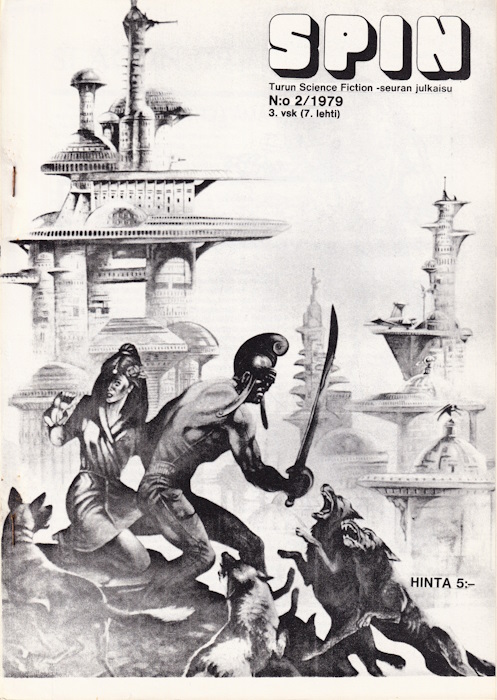 SPIN
Turun Science Fiction -seuran julkaisu
N:o 2/1979
3. vsk (7. lehti)
HINTA 5:–